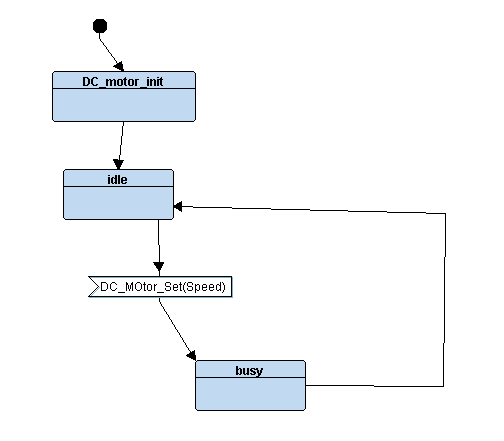 DC_motor_init
idle
DC_MOtor_Set(Speed)
busy